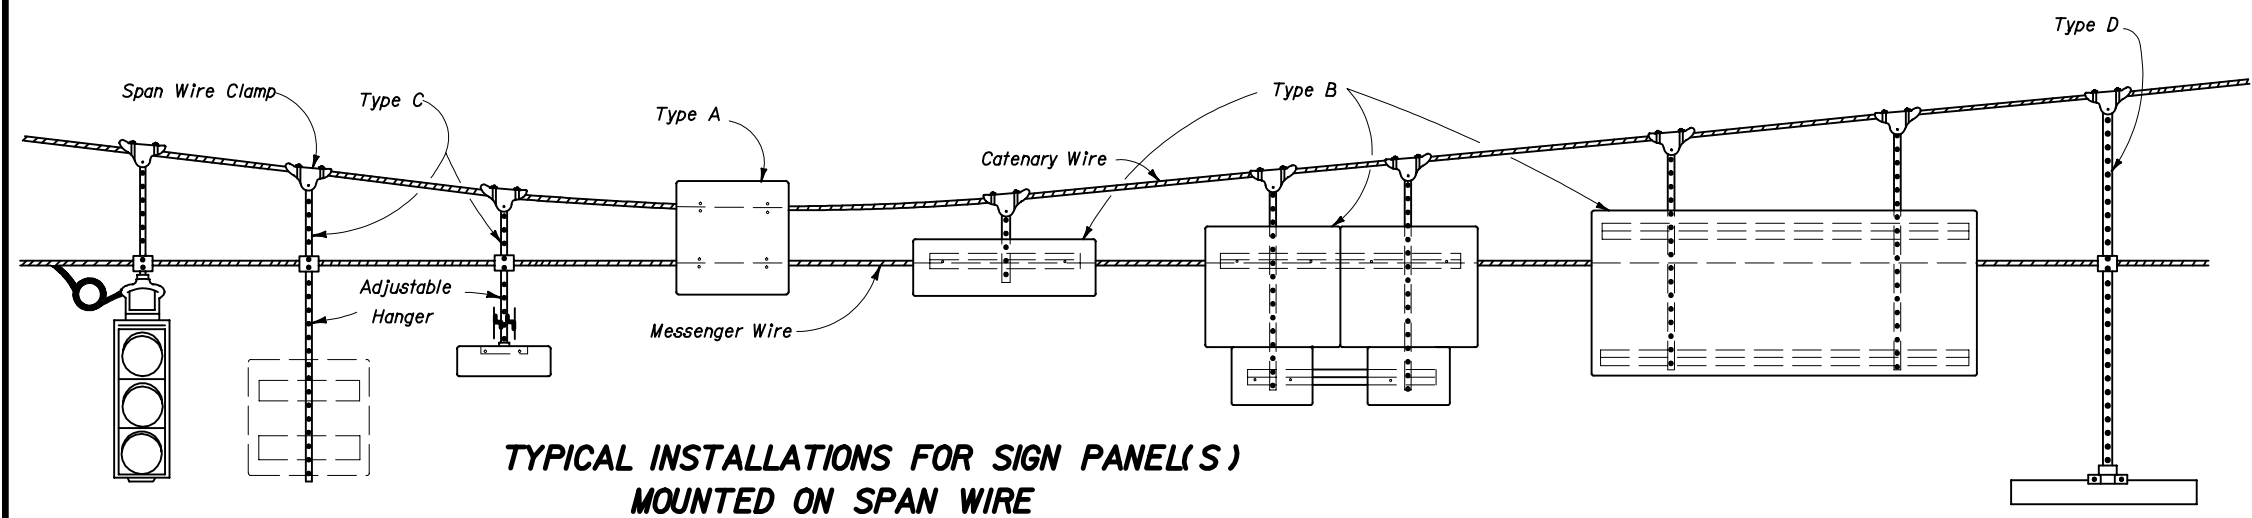 Type D
Span Wire Clamp
Type C
Type A
Type B
Catenary Wire
Adjustable
Hanger
Messenger Wire
TYPICAL INSTALLATIONS FOR SIGN PANEL(S)
MOUNTED ON SPAN WIRE